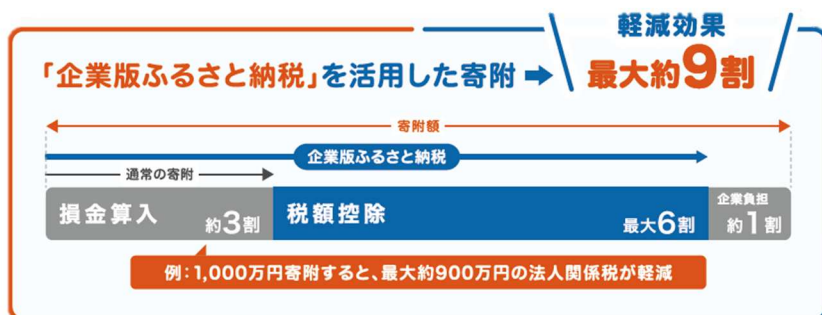 軽減効果
「企業版ふるさと納税」を活用した寄附
最大約9割
寄附額
企業版ふるさと納税
通常の寄附
損金算入 約3割
税額控除 最大6割
企業負担
約1割
例：1,000万円寄附すると、最大約900万円の法人関係税が軽減